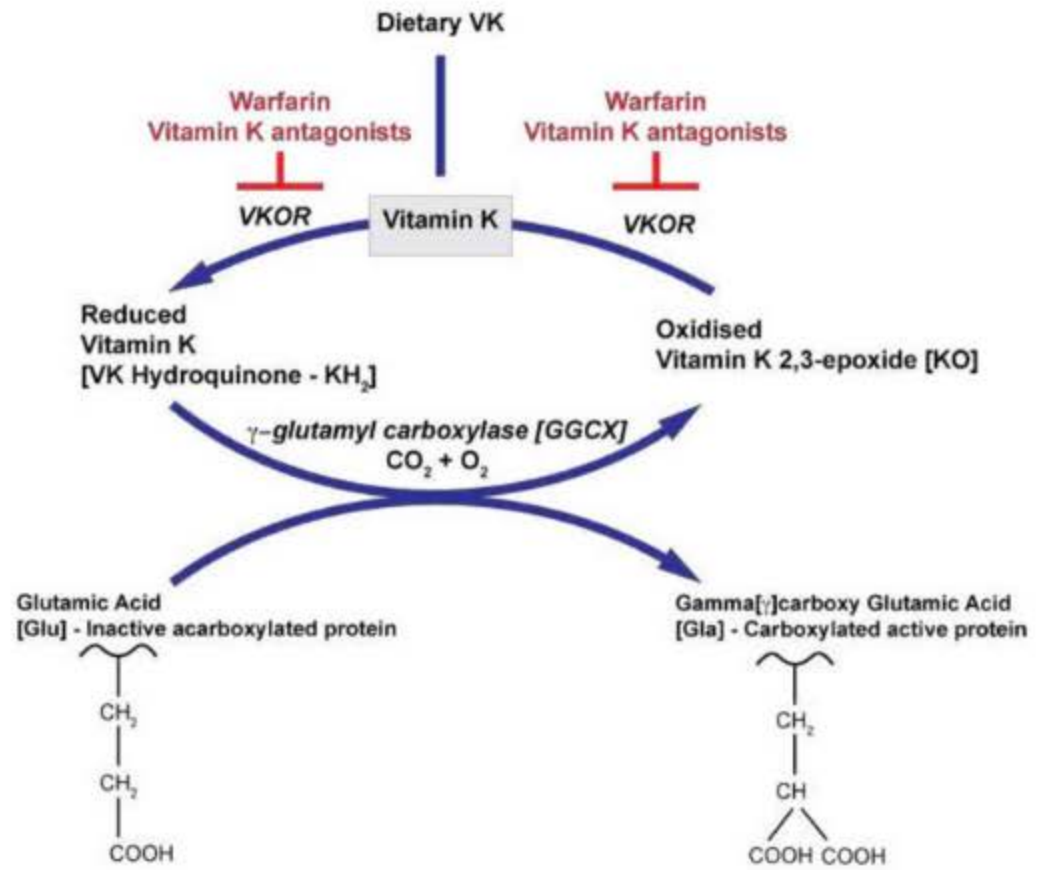 Dietary VK
Warfarin
Vitamin K antagonists
Warfarin
Vitamin K antagonists
VKOR
Vitamin K
VKOR
Reduced
Vitamin K
[VK Hydroquinone - KH₂]
Oxidised
Vitamin K 2,3-epoxide [KO]
γ-glutamyl carboxylase [GGCX]
CO₂ + O₂
Glutamic Acid
[Glu] - Inactive acarboxylated protein
Gamma[γ]carboxy Glutamic Acid
[Gla] - Carboxylated active protein
CH₂
CH₂
COOH
CH₂
CH
COOH COOH